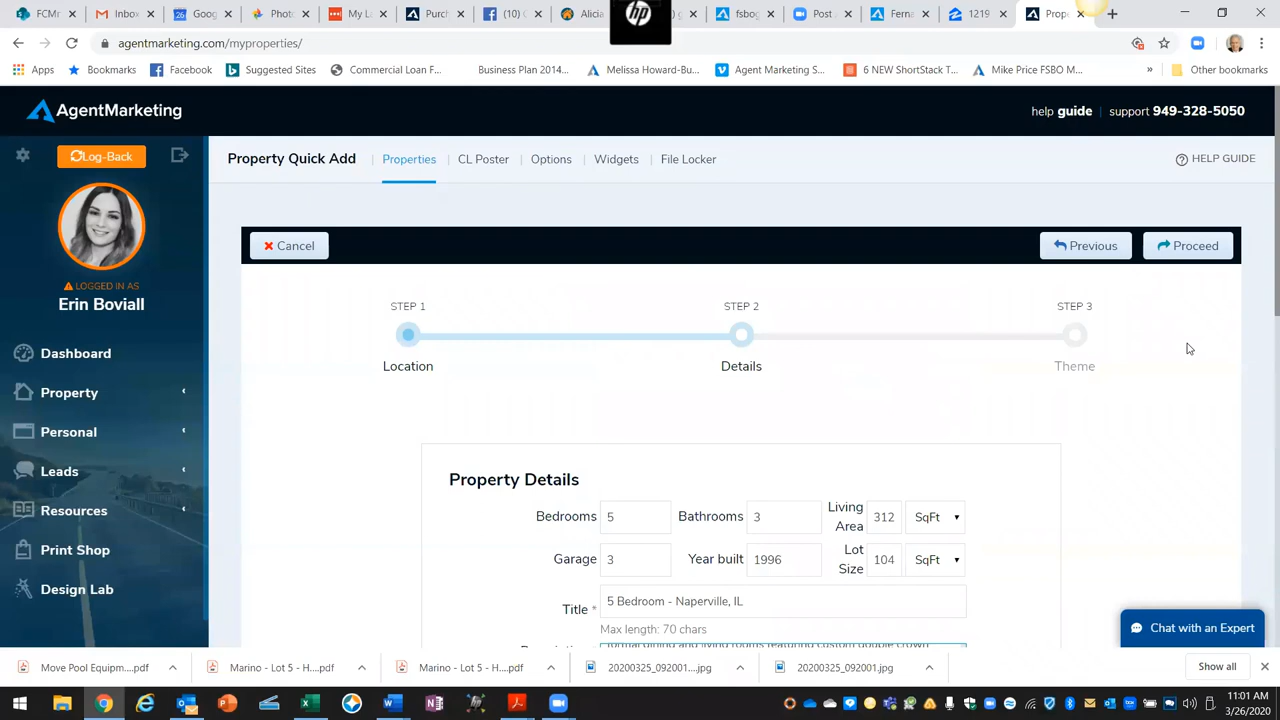 FCMr
Inbox
Goog
Photo
My La
Purch
(10) C
Alicia
fsbog
Post
Ferna
1219
Prope
agentmarketing.com/myproperties/
Apps
Bookmarks
Facebook
Suggested Sites
Commercial Loan F...
Business Plan 2014...
Melissa Howard-Bu...
Agent Marketing S...
6 NEW ShortStack T...
Mike Price FSBO M...
»
Other bookmarks
AgentMarketing
help guide | support 949-328-5050
Log-Back
LOGGED IN AS
Erin Boviall
Dashboard
Property
Personal
Leads
Resources
Print Shop
Design Lab
Property Quick Add | Properties | CL Poster | Options | Widgets | File Locker
HELP GUIDE
Cancel
Previous
Proceed
STEP 1
STEP 2
STEP 3
Location
Details
Theme
Property Details
Bedrooms 5 Bathrooms 3 Living Area 312 SqFt
Garage 3 Year built 1996 Lot Size 104 SqFt
Title * 5 Bedroom - Naperville, IL
Max length: 70 chars
Chat with an Expert
Move Pool Equipm....pdf
Marino - Lot 5 - H....pdf
Marino - Lot 5 - H....pdf
20200325_092001....jpg
20200325_092001.jpg
Show all
11:01 AM
3/26/2020